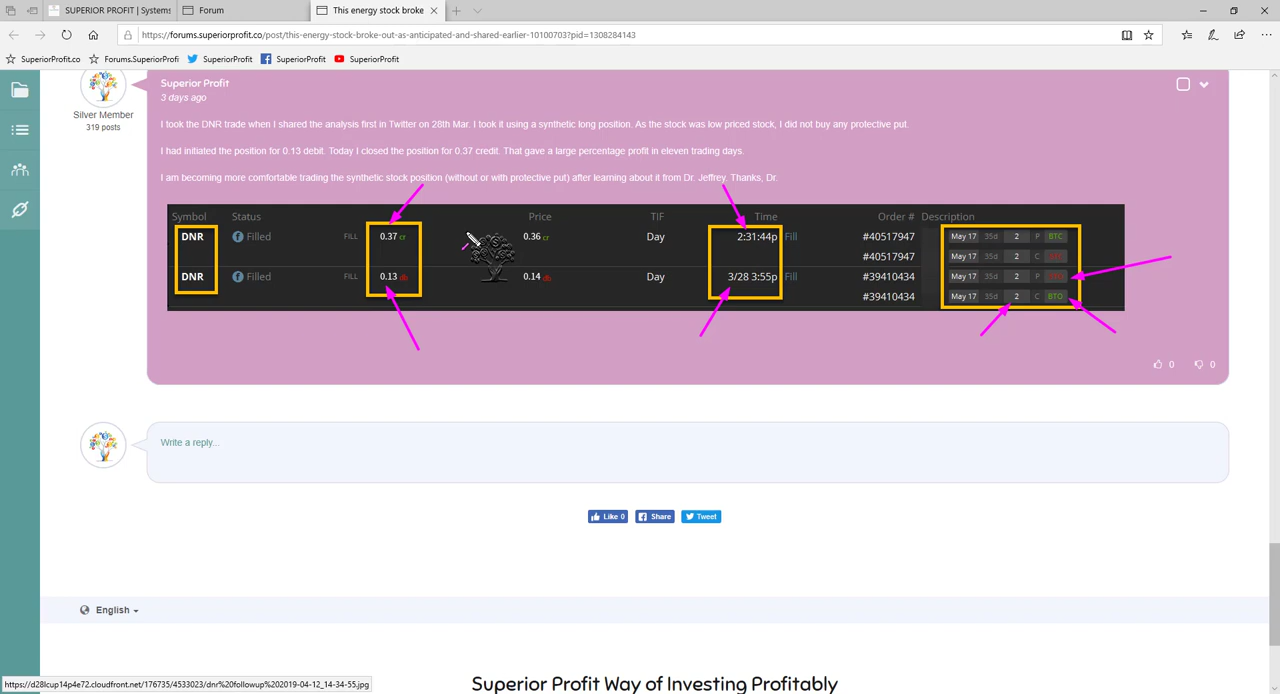 SUPERIOR PROFIT | Systems
Forum
This energy stock broke
https://forums.superiorprofit.co/post/this-energy-stock-broke-out-as-anticipated-and-shared-earlier-10100703?pid=1308284143
SuperiorProfit.co
Forums.SuperiorProfi
SuperiorProfit
SuperiorProfit
SuperiorProfit
Superior Profit
3 days ago
Silver Member
319 posts
I took the DNR trade when I shared the analysis first in Twitter on 28th Mar. I took it using a synthetic long position. As the stock was low priced stock, I did not buy any protective put.
I had initiated the position for 0.13 debit. Today I closed the position for 0.37 credit. That gave a large percentage profit in eleven trading days.
I am becoming more comfortable trading the synthetic stock position (without or with protective put) after learning about it from Dr. Jeffrey. Thanks, Dr.
Symbol Status Price TIF Time Order # Description
DNR Filled FILL 0.37 cr 0.36 cr Day 2:31:44p Fill #40517947 May 17 35d 2 P BTC
#40517947 May 17 35d 2 C
DNR Filled FILL 0.13 db 0.14 db Day 3/28 3:55p Fill #39410434 May 17 35d 2 P STO
#39410434 May 17 35d 2 C BTO
0 0
Write a reply...
Like 0 Share Tweet
English
Superior Profit Way of Investing Profitably
https://d28lcup14p4e72.cloudfront.net/176735/4533023/dnr%20followup%202019-04-12_14-34-55.jpg